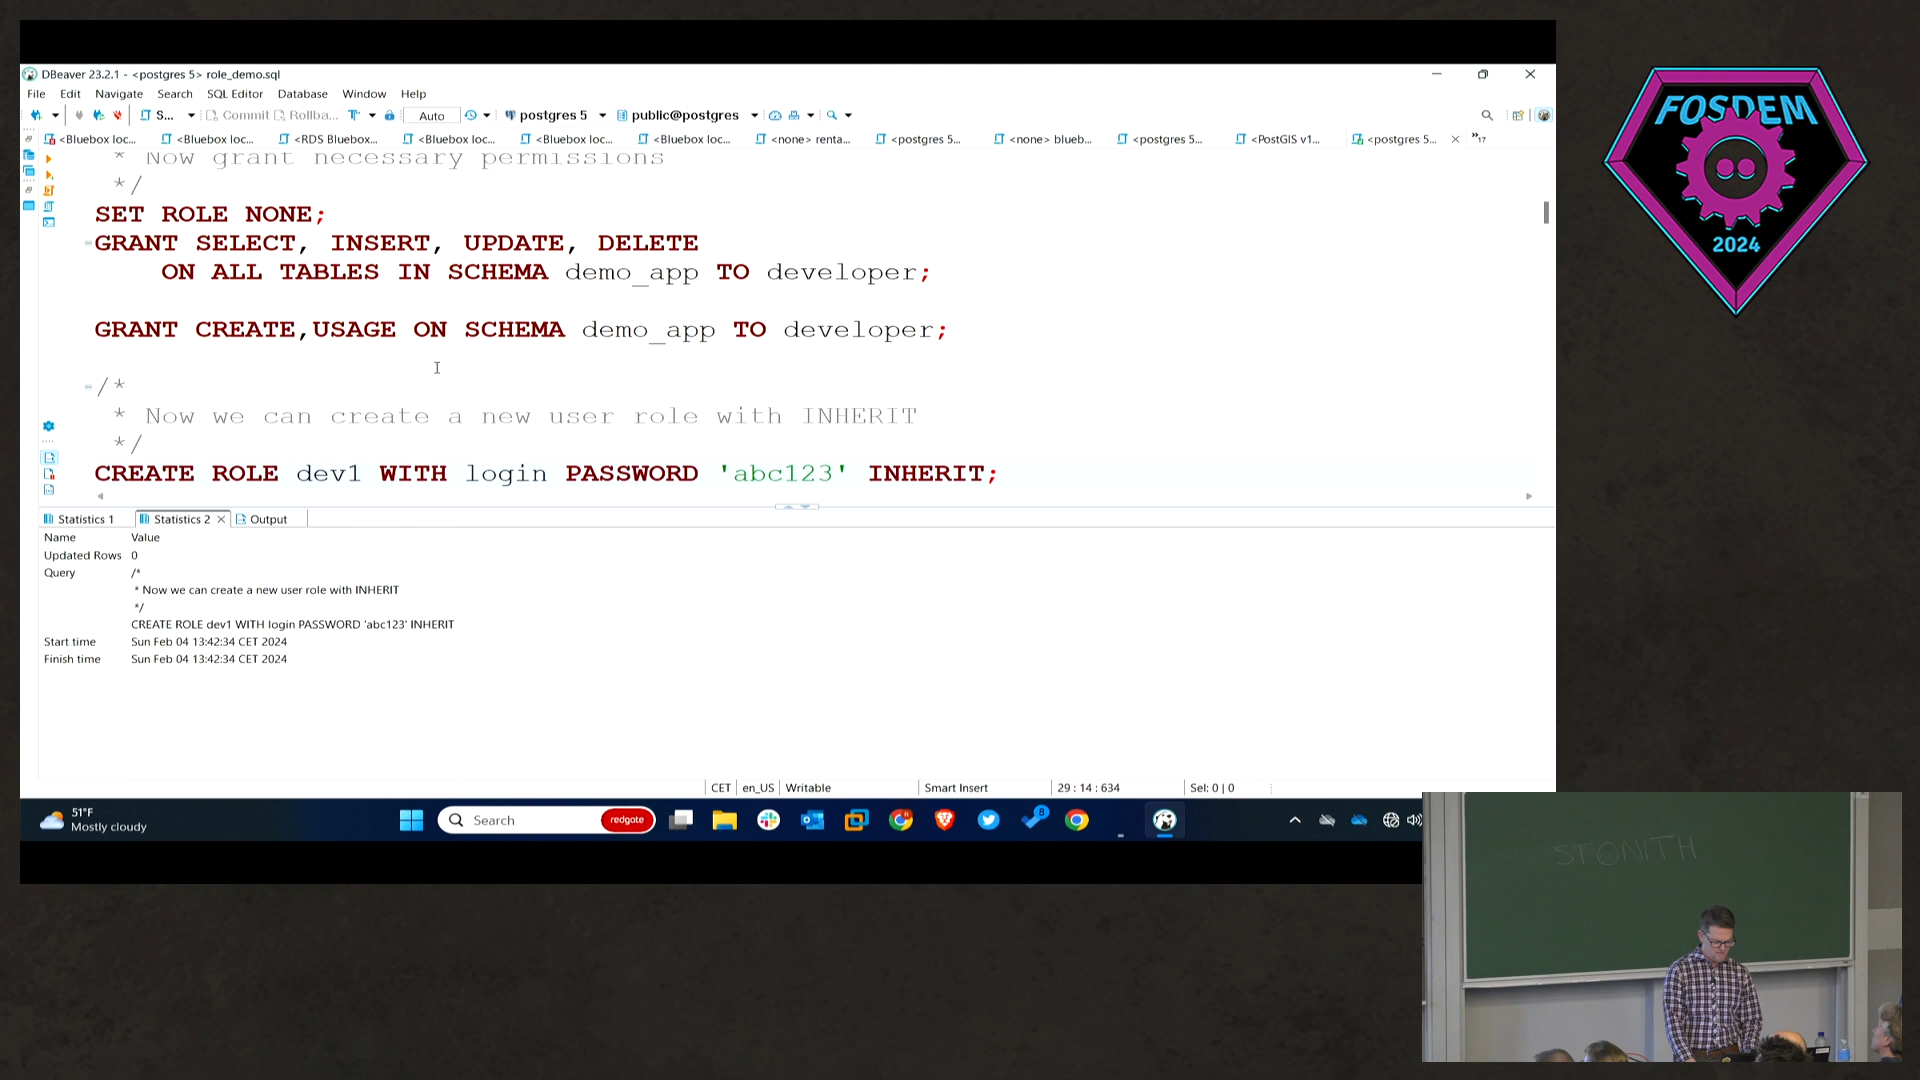 DBeaver 23.2.1 - <postgres 5> role_demo.sql
File Edit Navigate Search SQL Editor Database Window Help
S... Commit Rollba... Auto postgres 5 public@postgres
<Bluebox loc... <Bluebox loc... <RDS Bluebox... <Bluebox loc... <Bluebox loc... <Bluebox loc... <none> renta... <postgres 5... <none> blueb... <postgres 5... <PostGIS v1... <postgres 5... "17
* Now grant necessary permissions
*/
SET ROLE NONE;
GRANT SELECT, INSERT, UPDATE, DELETE
ON ALL TABLES IN SCHEMA demo_app TO developer;
GRANT CREATE,USAGE ON SCHEMA demo_app TO developer;
/*
* Now we can create a new user role with INHERIT
*/
CREATE ROLE dev1 WITH login PASSWORD 'abc123' INHERIT;
Statistics 1 Statistics 2 Output
Name Value
Updated Rows 0
Query /*
* Now we can create a new user role with INHERIT
*/
CREATE ROLE dev1 WITH login PASSWORD 'abc123' INHERIT
Start time Sun Feb 04 13:42:34 CET 2024
Finish time Sun Feb 04 13:42:34 CET 2024
CET en_US Writable Smart Insert 29 : 14 : 634 Sel: 0 | 0
51°F
Mostly cloudy
Search redgate
8
FOSDEM
2024
STONITH